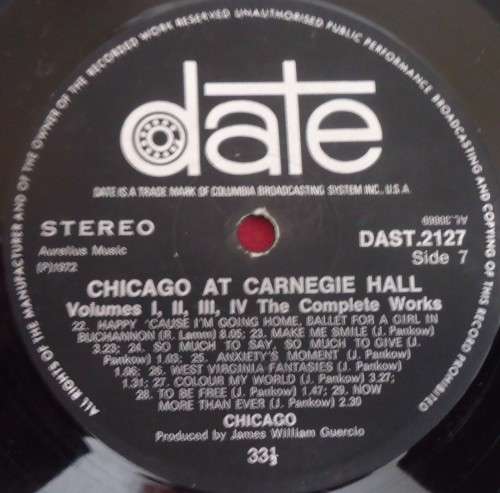 ALL RIGHTS OF THE MANUFACTURER AND OF THE OWNER OF THE RECORDED WORK RESERVED UNAUTHORISED PUBLIC PERFORMANCE BROADCASTING AND COPYING OF THIS RECORD PROHIBITED
date
DATE IS A TRADE MARK OF COLUMBIA BROADCASTING SYSTEM INC., U.S.A
STEREO
Aurelius Music
(P)1972
DAST.2127
Side 7
CHICAGO AT CARNEGIE HALL
Volumes I, II, III, IV The Complete Works
22. HAPPY 'CAUSE I'M GOING HOME. BALLET FOR A GIRL IN
BUCHANNON (R. Lamm) 8.05; 23. MAKE ME SMILE (J. Pankow)
3.28; 24. SO MUCH TO SAY, SO MUCH TO GIVE (J.
Pankow) 1.03; 25. ANXIETY'S MOMENT (J. Pankow)
1.06; 26. WEST VIRGINIA FANTASIES (J. Pankow)
1.31; 27. COLOUR MY WORLD (J. Pankow) 3.27;
28. TO BE FREE (J. Pankow) 1.47; 29. NOW
MORE THAN EVER (J. Pankow) 2.30
CHICAGO
Produced by James William Guercio
33⅓